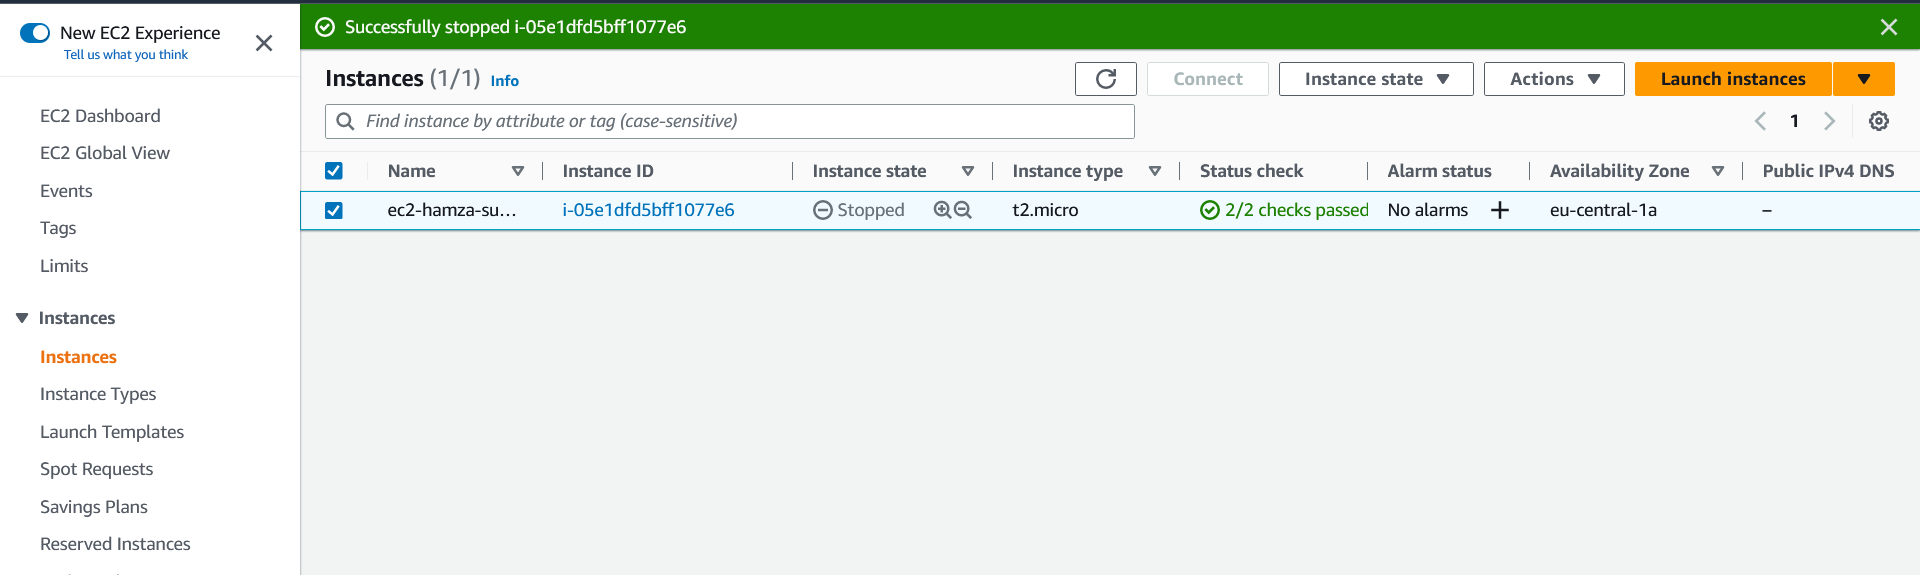 New EC2 Experience
Tell us what you think
EC2 Dashboard
EC2 Global View
Events
Tags
Limits
Instances
Instances
Instance Types
Launch Templates
Spot Requests
Savings Plans
Reserved Instances
Successfully stopped i-05e1dfd5bff1077e6
Instances (1/1) Info
Connect
Instance state
Actions
Launch instances
Find instance by attribute or tag (case-sensitive)
1
Name Instance ID Instance state Instance type Status check Alarm status Availability Zone Public IPv4 DNS
ec2-hamza-su... i-05e1dfd5bff1077e6 Stopped t2.micro 2/2 checks passed No alarms + eu-central-1a –